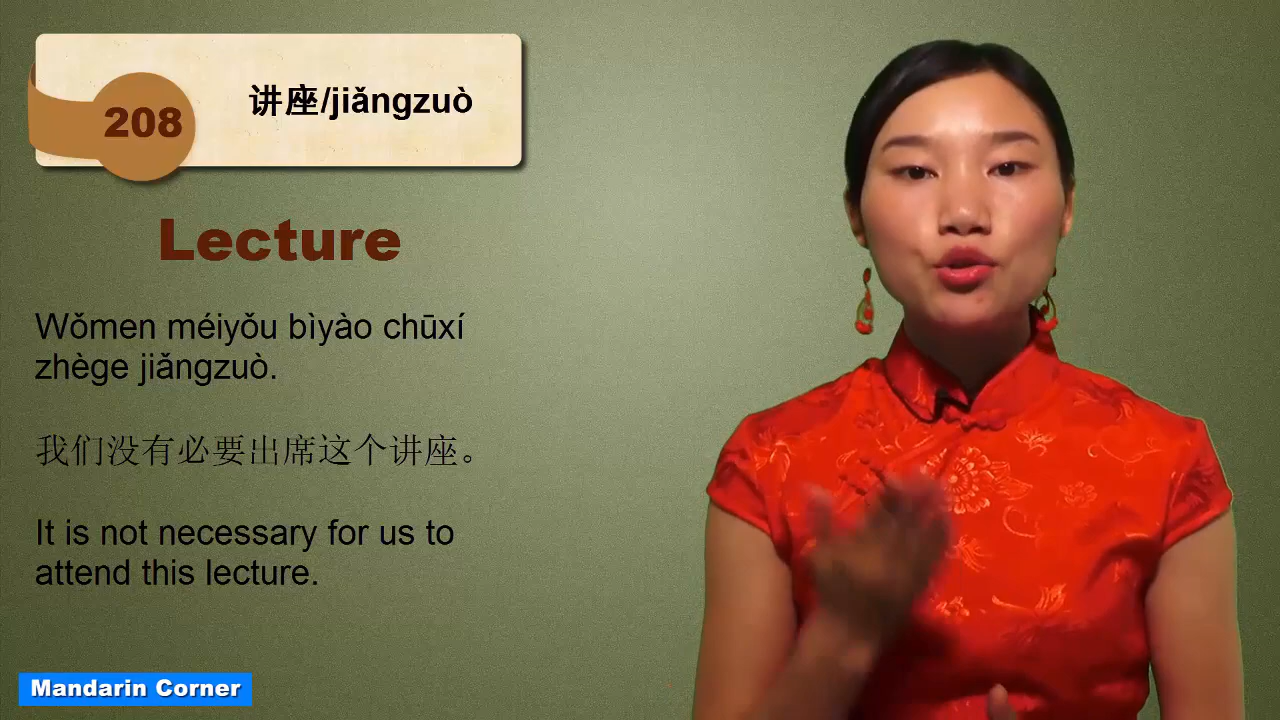 208
讲座/jiǎngzuò
Lecture
Wǒmen méiyǒu bìyào chūxí
zhège jiǎngzuò.
我们没有必要出席这个讲座。
It is not necessary for us to
attend this lecture.
Mandarin Corner